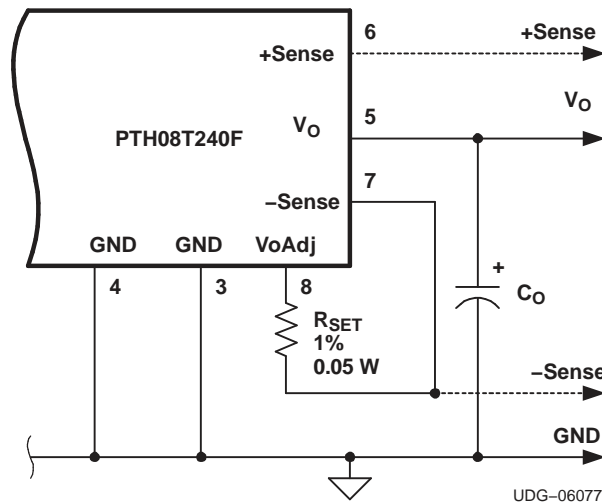 6
+Sense
+Sense
VO
5
VO
PTH08T240F
7
−Sense
GND
GND
VoAdj
4
3
8
+
CO
RSET
1%
0.05 W
−Sense
GND
UDG−06077